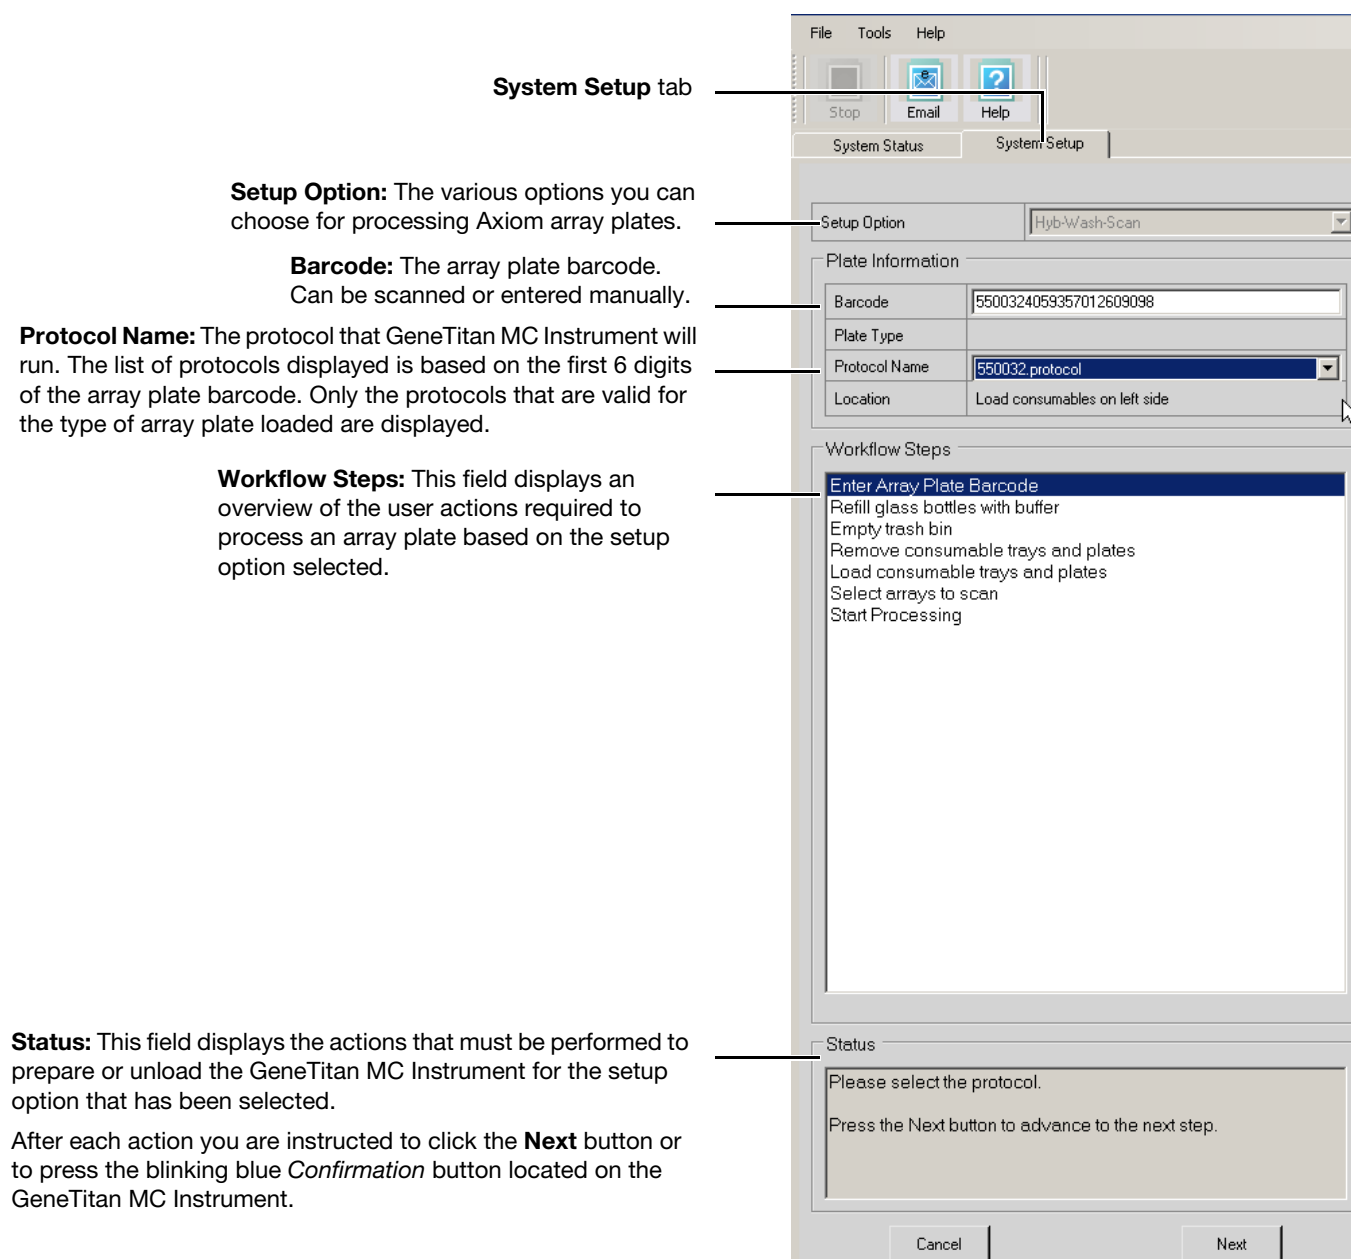 File Tools Help
Stop Email Help
System Status System Setup
System Setup tab
Setup Option: The various options you can
choose for processing Axiom array plates.
Setup Option Hyb-Wash-Scan
Plate Information
Barcode: The array plate barcode.
Can be scanned or entered manually.
Barcode 5500324059357012609098
Plate Type
Protocol Name: The protocol that GeneTitan MC Instrument will
run. The list of protocols displayed is based on the first 6 digits
of the array plate barcode. Only the protocols that are valid for
the type of array plate loaded are displayed.
Protocol Name 550032.protocol
Location Load consumables on left side
Workflow Steps
Workflow Steps: This field displays an
overview of the user actions required to
process an array plate based on the setup
option selected.
Enter Array Plate Barcode
Refill glass bottles with buffer
Empty trash bin
Remove consumable trays and plates
Load consumable trays and plates
Select arrays to scan
Start Processing
Status: This field displays the actions that must be performed to
prepare or unload the GeneTitan MC Instrument for the setup
option that has been selected.
After each action you are instructed to click the Next button or
to press the blinking blue Confirmation button located on the
GeneTitan MC Instrument.
Status
Please select the protocol.
Press the Next button to advance to the next step.
Cancel Next